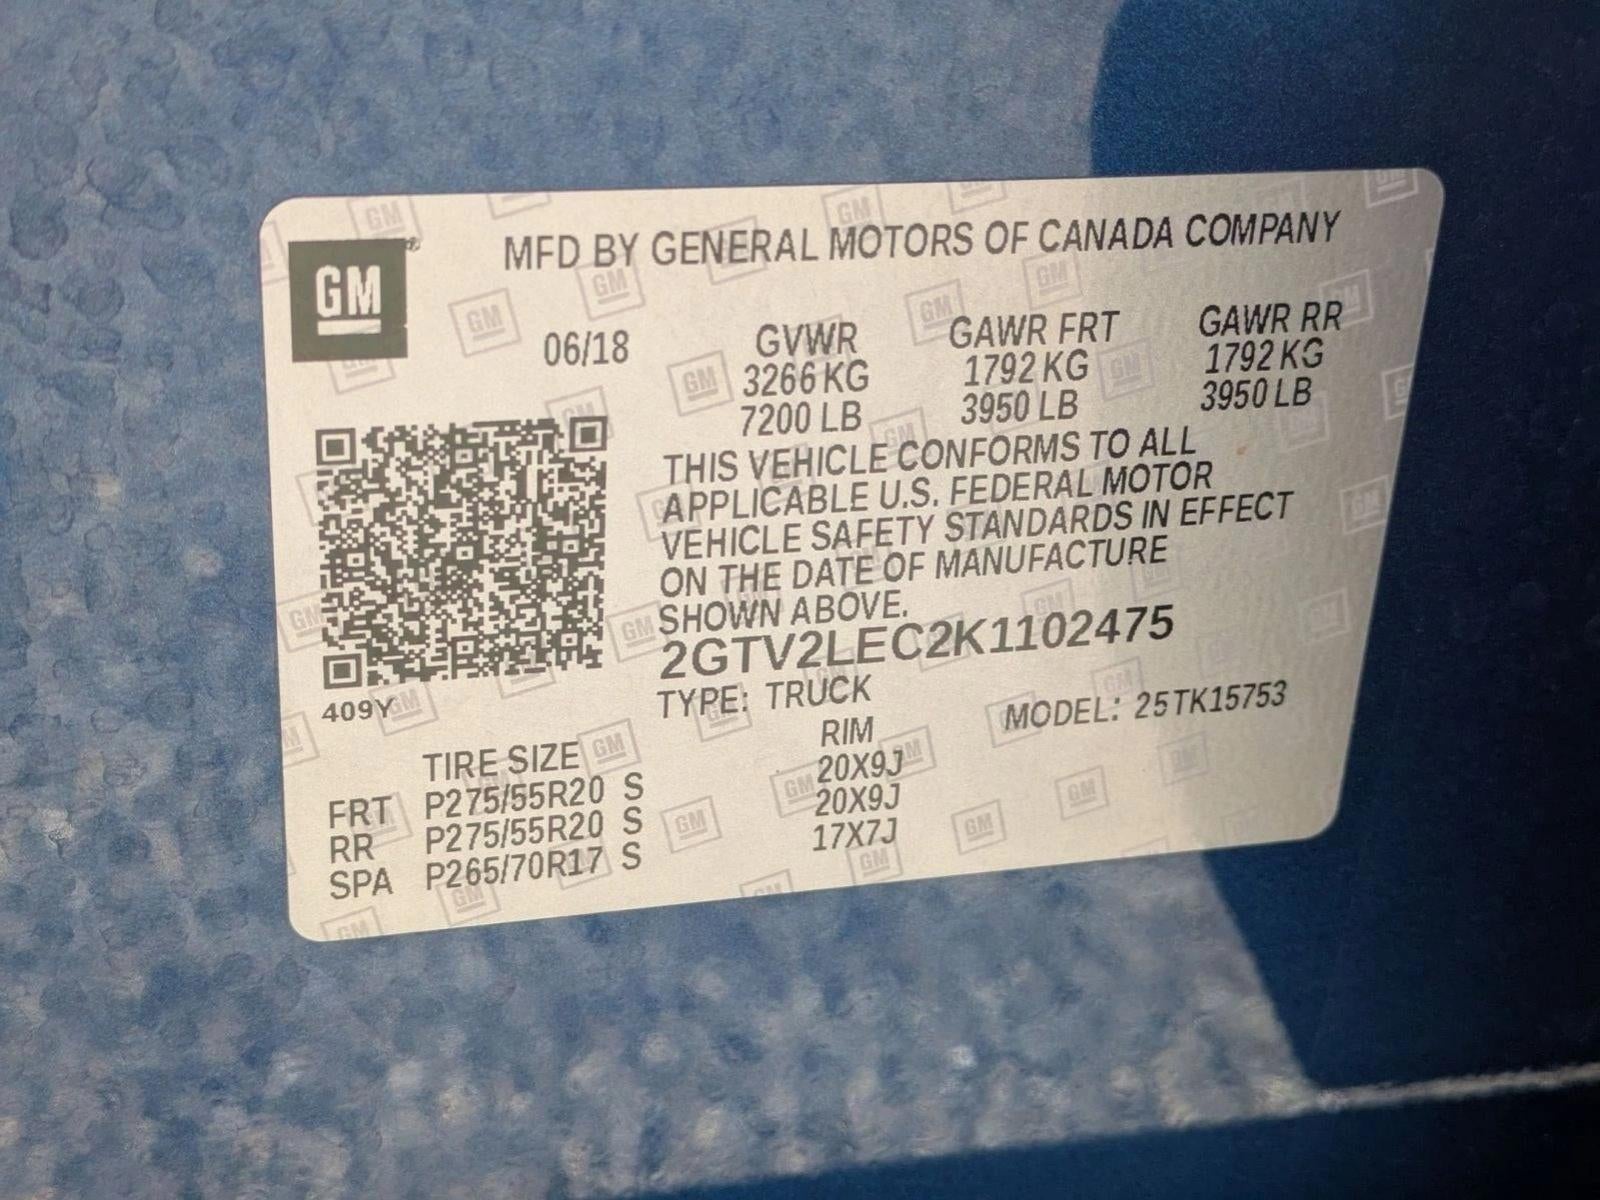 GM
MFD BY GENERAL MOTORS OF CANADA COMPANY
06/18 GVWR GAWR FRT GAWR RR
3266 KG 1792 KG 1792 KG
7200 LB 3950 LB 3950 LB
THIS VEHICLE CONFORMS TO ALL
APPLICABLE U.S. FEDERAL MOTOR
VEHICLE SAFETY STANDARDS IN EFFECT
ON THE DATE OF MANUFACTURE
SHOWN ABOVE.
2GTV2LEC2K1102475
409Y
TYPE: TRUCK MODEL: 25TK15753
TIRE SIZE RIM
FRT P275/55R20 S 20X9J
RR P275/55R20 S 20X9J
SPA P265/70R17 S 17X7J